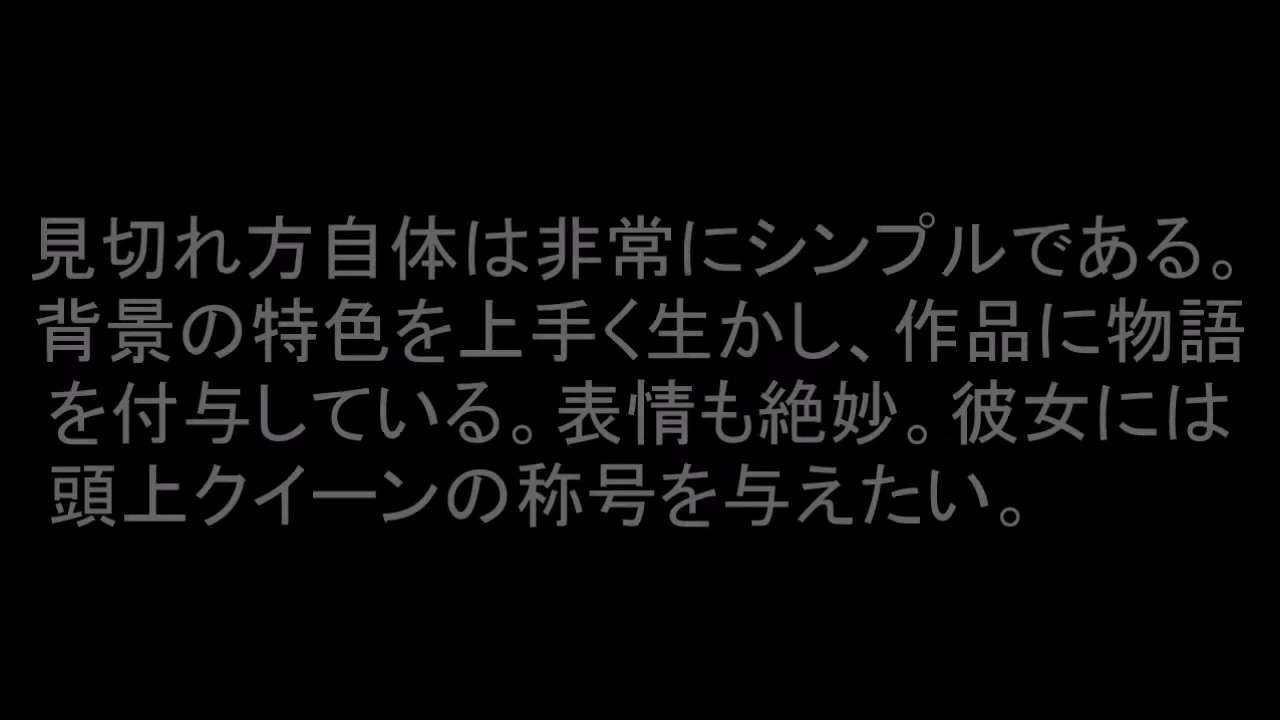 見切れ方自体は非常にシンプルである。
背景の特色を上手く生かし、作品に物語
を付与している。表情も絶妙。彼女には
頭上クイーンの称号を与えたい。